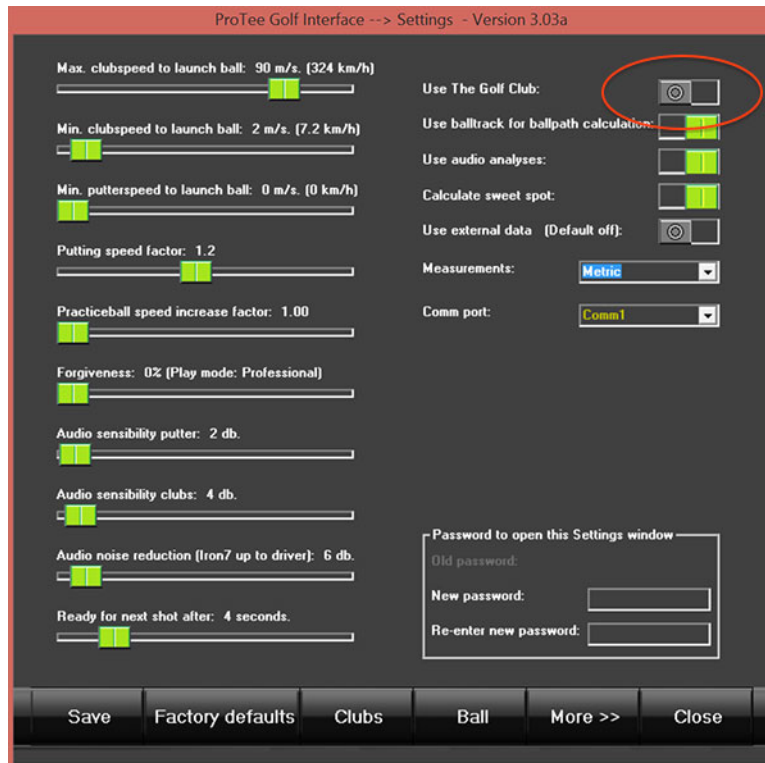 ProTee Golf Interface --> Settings - Version 3.03a
Max. clubspeed to launch ball: 90 m/s. (324 km/h)
Min. clubspeed to launch ball: 2 m/s. (7.2 km/h)
Min. putterspeed to launch ball: 0 m/s. (0 km/h)
Putting speed factor: 1.2
Practiceball speed increase factor: 1.00
Forgiveness: 0% (Play mode: Professional)
Audio sensibility putter: 2 db.
Audio sensibility clubs: 4 db.
Audio noise reduction (Iron7 up to driver): 6 db.
Ready for next shot after: 4 seconds.
Use The Golf Club:
Use balltrack for ballpath calculation:
Use audio analyses:
Calculate sweet spot:
Use external data (Default off):
Measurements: Metric
Comm port: Comm1
Password to open this Settings window
Old password:
New password:
Re-enter new password:
Save Factory defaults Clubs Ball More >> Close